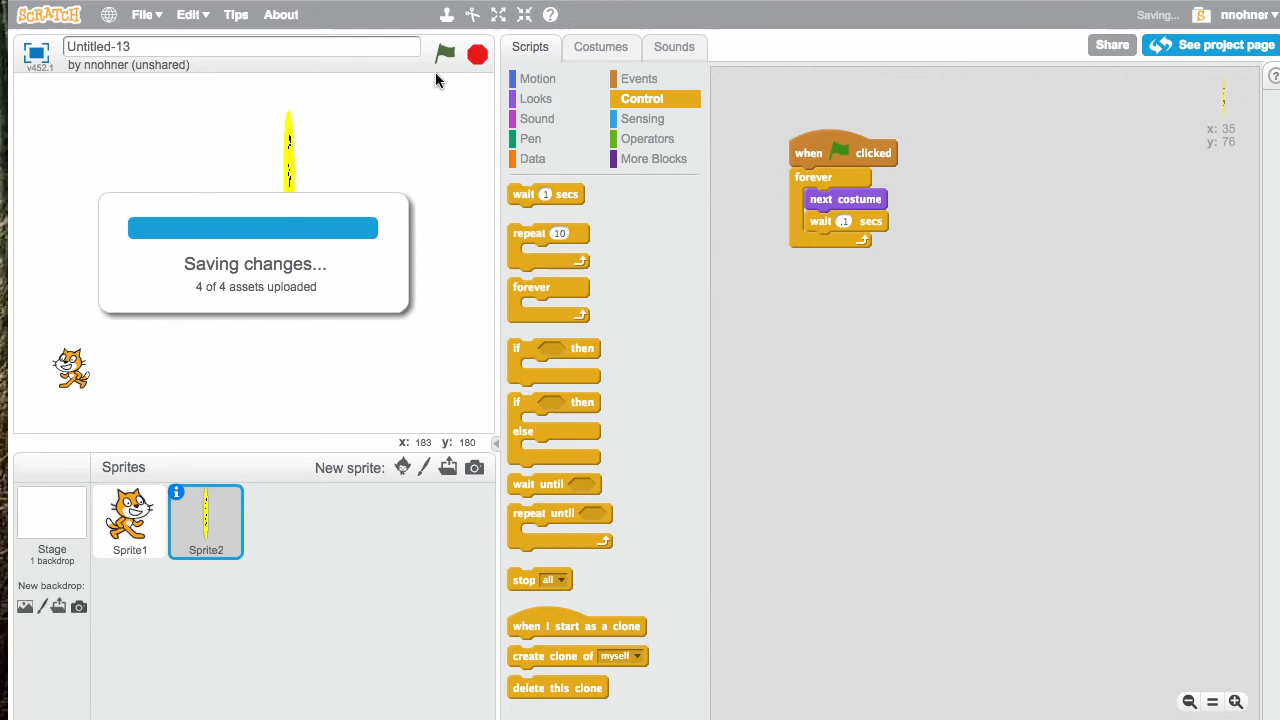 SCRATCH File Edit Tips About Saving... nnohner
v452.1 Untitled-13
by nnohner (unshared)
Scripts Costumes Sounds
Share See project page
Motion Events
Looks Control
Sound Sensing
Pen Operators
Data More Blocks
wait 1 secs
repeat 10
forever
if then
if then
else
wait until
repeat until
stop all
when I start as a clone
create clone of myself
delete this clone
when clicked
forever
next costume
wait .1 secs
x: 35
y: 76
Saving changes...
4 of 4 assets uploaded
x: 183 y: 180
Sprites New sprite:
Stage
1 backdrop
New backdrop:
Sprite1
Sprite2